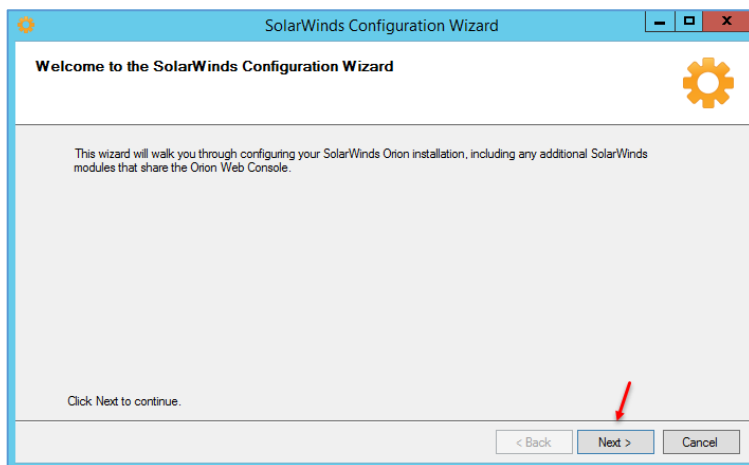 SolarWinds Configuration Wizard
Welcome to the SolarWinds Configuration Wizard
This wizard will walk you through configuring your SolarWinds Orion installation, including any additional SolarWinds
modules that share the Orion Web Console.
Click Next to continue.
< Back Next > Cancel